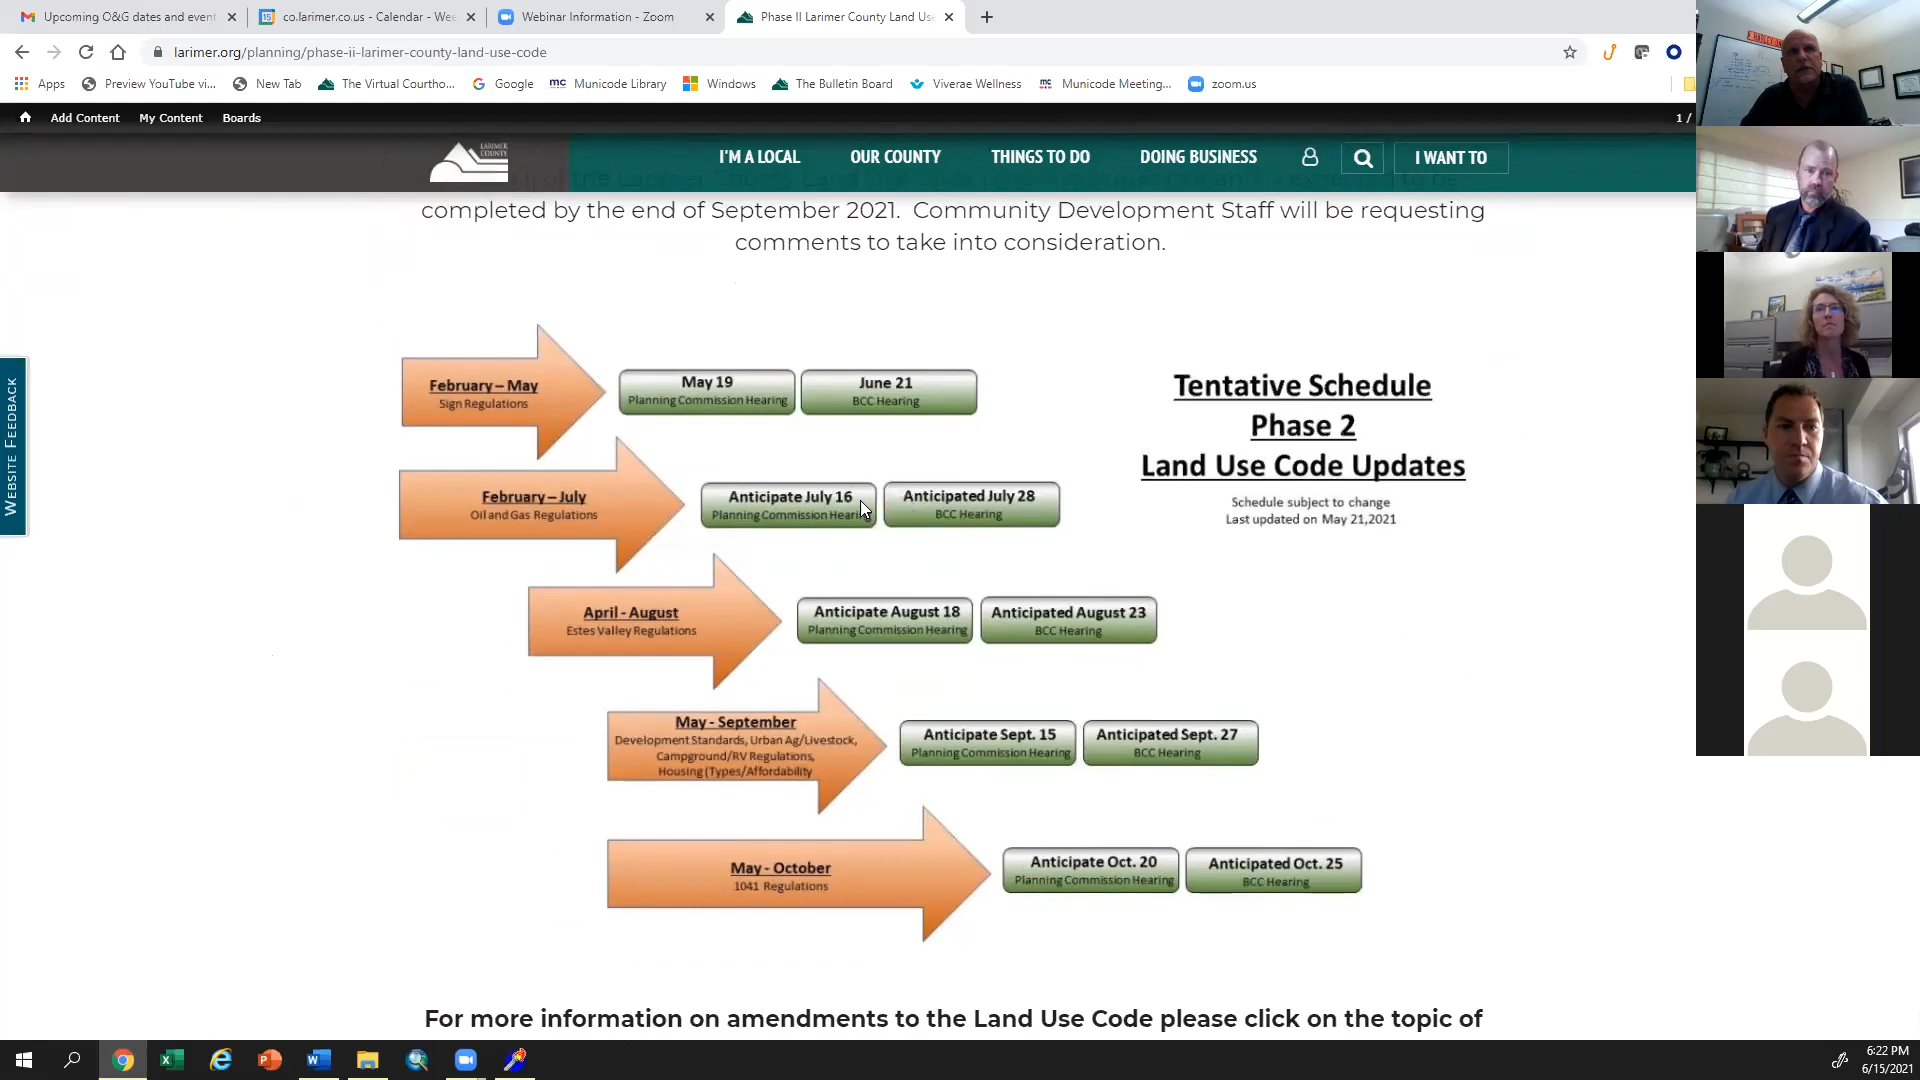 Upcoming O&G dates and event
co.larimer.co.us - Calendar - Wee
Webinar Information - Zoom
Phase II Larimer County Land Us
larimer.org/planning/phase-ii-larimer-county-land-use-code
Apps
Preview YouTube vi...
New Tab
The Virtual Courtho...
Google
Municode Library
Windows
The Bulletin Board
Viverae Wellness
Municode Meeting...
zoom.us
Add Content
My Content
Boards
1 /
LARIMER
COUNTY
I'M A LOCAL
OUR COUNTY
THINGS TO DO
DOING BUSINESS
I WANT TO
completed by the end of September 2021. Community Development Staff will be requesting
comments to take into consideration.
Website Feedback
February – May
Sign Regulations
May 19
Planning Commission Hearing
June 21
BCC Hearing
Tentative Schedule
Phase 2
Land Use Code Updates
Schedule subject to change
Last updated on May 21,2021
February – July
Oil and Gas Regulations
Anticipate July 16
Planning Commission Hearing
Anticipated July 28
BCC Hearing
April - August
Estes Valley Regulations
Anticipate August 18
Planning Commission Hearing
Anticipated August 23
BCC Hearing
May - September
Development Standards, Urban Ag/Livestock,
Campground/RV Regulations,
Housing (Types/Affordability
Anticipate Sept. 15
Planning Commission Hearing
Anticipated Sept. 27
BCC Hearing
May - October
1041 Regulations
Anticipate Oct. 20
Planning Commission Hearing
Anticipated Oct. 25
BCC Hearing
For more information on amendments to the Land Use Code please click on the topic of
6:22 PM
6/15/2021